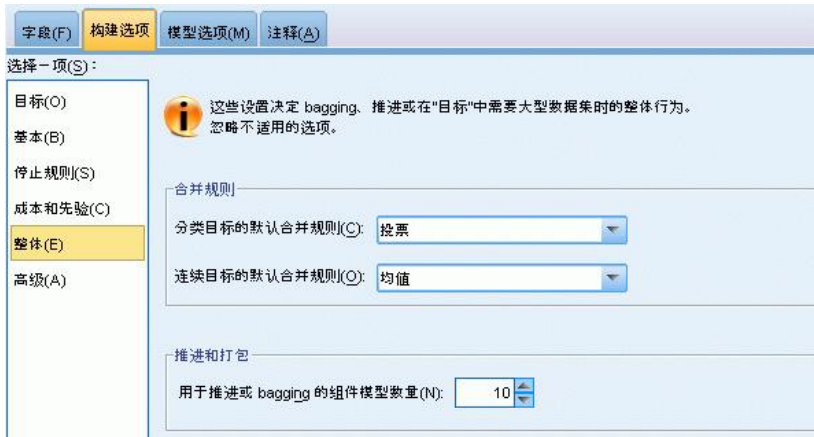 字段(F) 构建选项 模型选项(M) 注释(A)
选择一项(S):
目标(O)
基本(B)
停止规则(S)
成本和先验(C)
整体(E)
高级(A)
这些设置决定 bagging、推进或在"目标"中需要大型数据集时的整体行为。
忽略不适用的选项。
合并规则
分类目标的默认合并规则(C): 投票
连续目标的默认合并规则(O): 均值
推进和打包
用于推进或 bagging 的组件模型数量(N): 10